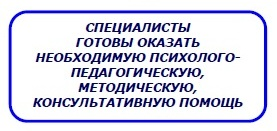 СПЕЦИАЛИСТЫ
ГОТОВЫ ОКАЗАТЬ
НЕОБХОДИМУЮ ПСИХОЛОГО-
ПЕДАГОГИЧЕСКУЮ,
МЕТОДИЧЕСКУЮ,
КОНСУЛЬТАТИВНУЮ ПОМОЩЬ